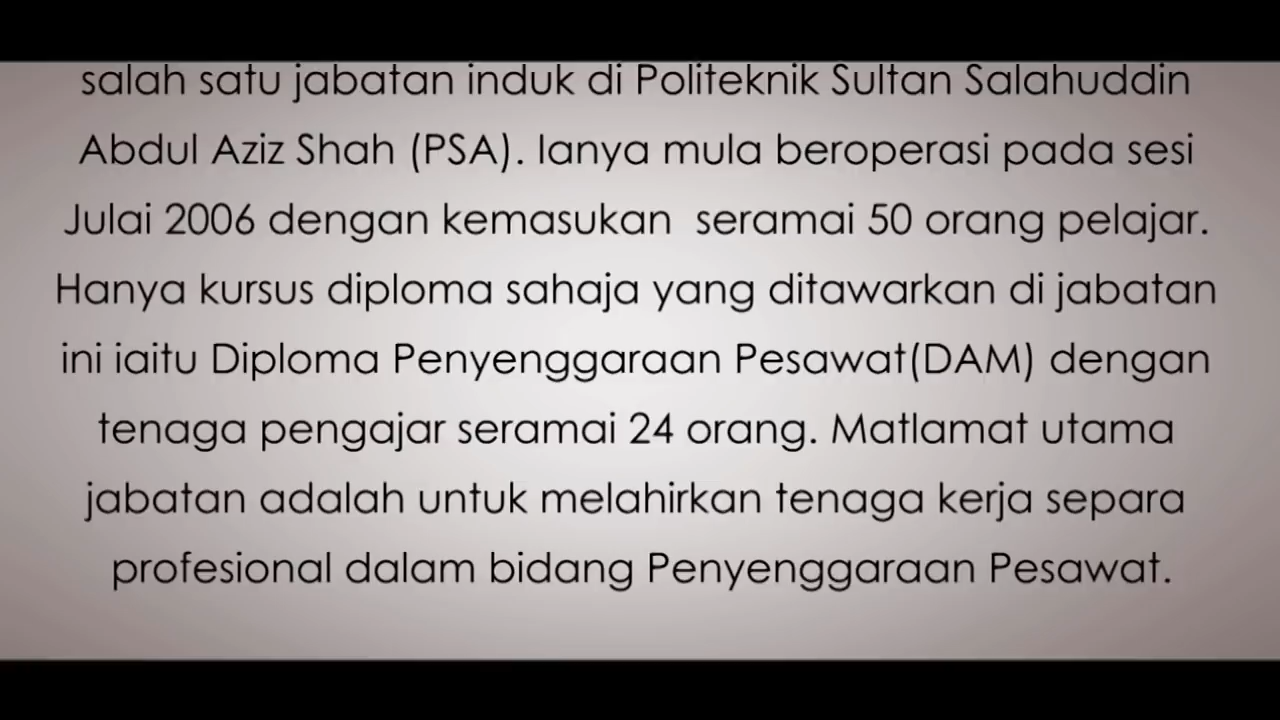 salah satu jabatan induk di Politeknik Sultan Salahuddin
Abdul Aziz Shah (PSA). Ianya mula beroperasi pada sesi
Julai 2006 dengan kemasukan  seramai 50 orang pelajar.
Hanya kursus diploma sahaja yang ditawarkan di jabatan
ini iaitu Diploma Penyenggaraan Pesawat(DAM) dengan
tenaga pengajar seramai 24 orang. Matlamat utama
jabatan adalah untuk melahirkan tenaga kerja separa
profesional dalam bidang Penyenggaraan Pesawat.